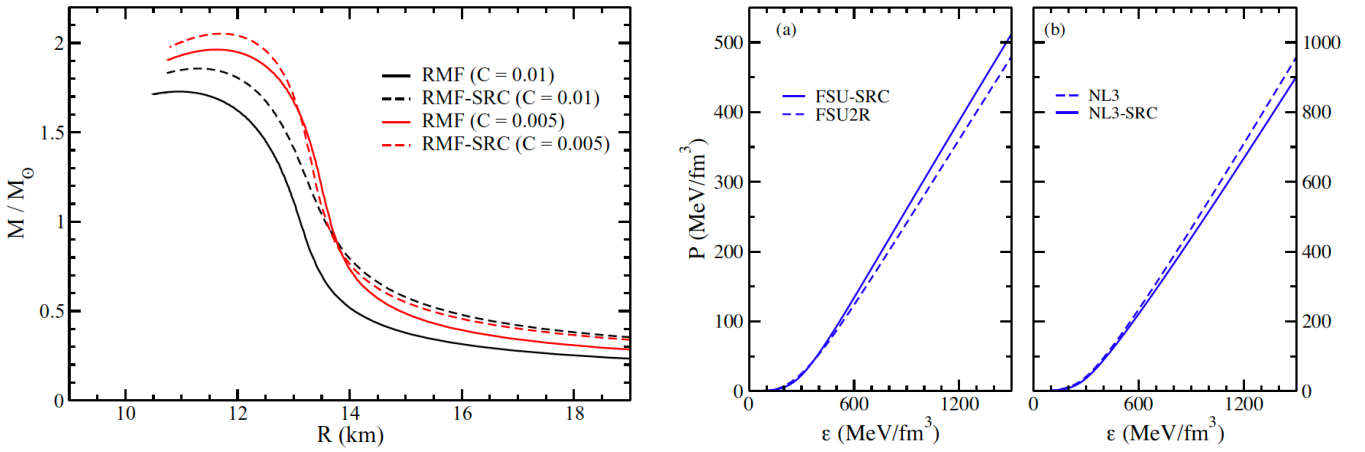 2
1.5
1
0.5
0
M / M⊙
10 12 14 16 18
R (km)
RMF (C = 0.01)
RMF-SRC (C = 0.01)
RMF (C = 0.005)
RMF-SRC (C = 0.005)
(a)
500
400
300
200
100
0
P (MeV/fm³)
FSU-SRC
FSU2R
0 600 1200
ε (MeV/fm³)
(b)
NL3
NL3-SRC
1000
800
600
400
200
0
0 600 1200
ε (MeV/fm³)